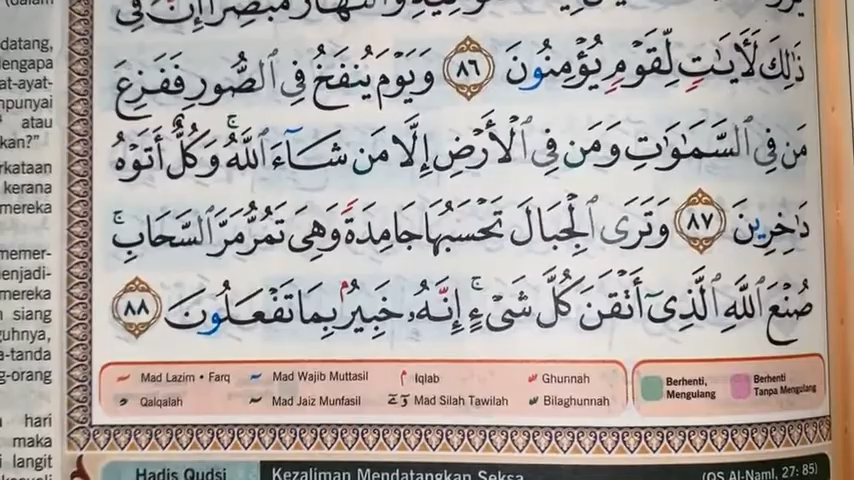 (dalam
datang,
engapa
at-ayat-
mpunyai
atau
kan?"
rkataan
kerana
mereka
memer-
enjadi-
mereka
n siang
guhnya,
a-tanda
g-orang
hari
maka
langit
ذَٰلِكَ لَأٓيَٰتٍ لِّقَوْمٍ يُؤْمِنُونَ ٨٦ وَيَوْمَ يُنفَخُ فِى ٱلصُّورِ فَفَزِعَ
مَن فِى ٱلسَّمَٰوَٰتِ وَمَن فِى ٱلْأَرْضِ إِلَّا مَن شَآءَ ٱللَّهُ ۚ وَكُلٌّ أَتَوْهُ
دَٰخِرِينَ ٨٧ وَتَرَى ٱلْجِبَالَ تَحْسَبُهَا جَامِدَةً وَهِىَ تَمُرُّ مَرَّ ٱلسَّحَابِ ۚ
صُنْعَ ٱللَّهِ ٱلَّذِىٓ أَتْقَنَ كُلَّ شَىْءٍ ۚ إِنَّهُۥ خَبِيرٌۢ بِمَا تَفْعَلُونَ ٨٨
Mad Lazim • Farq Mad Wajib Muttasil Iqlab Ghunnah
Qalqalah Mad Jaiz Munfasil Mad Silah Tawilah Bilaghunnah
Berhenti, Mengulang
Berhenti Tanpa Mengulang
Hadis Qudsi Kezaliman Mendatangkan Seksa (QS Al-Naml, 27: 85)